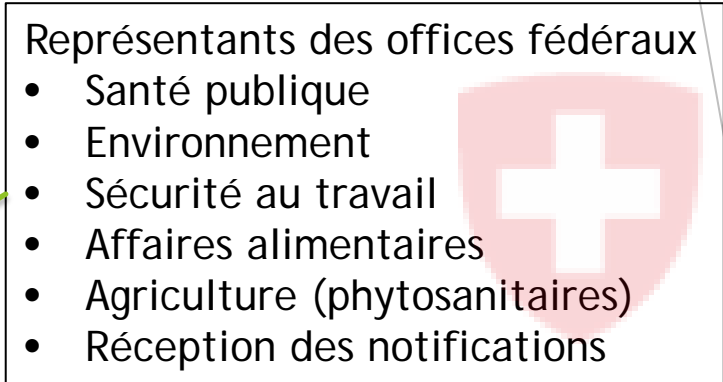 Représentants des offices fédéraux
• Santé publique
• Environnement
• Sécurité au travail
• Affaires alimentaires
• Agriculture (phytosanitaires)
• Réception des notifications